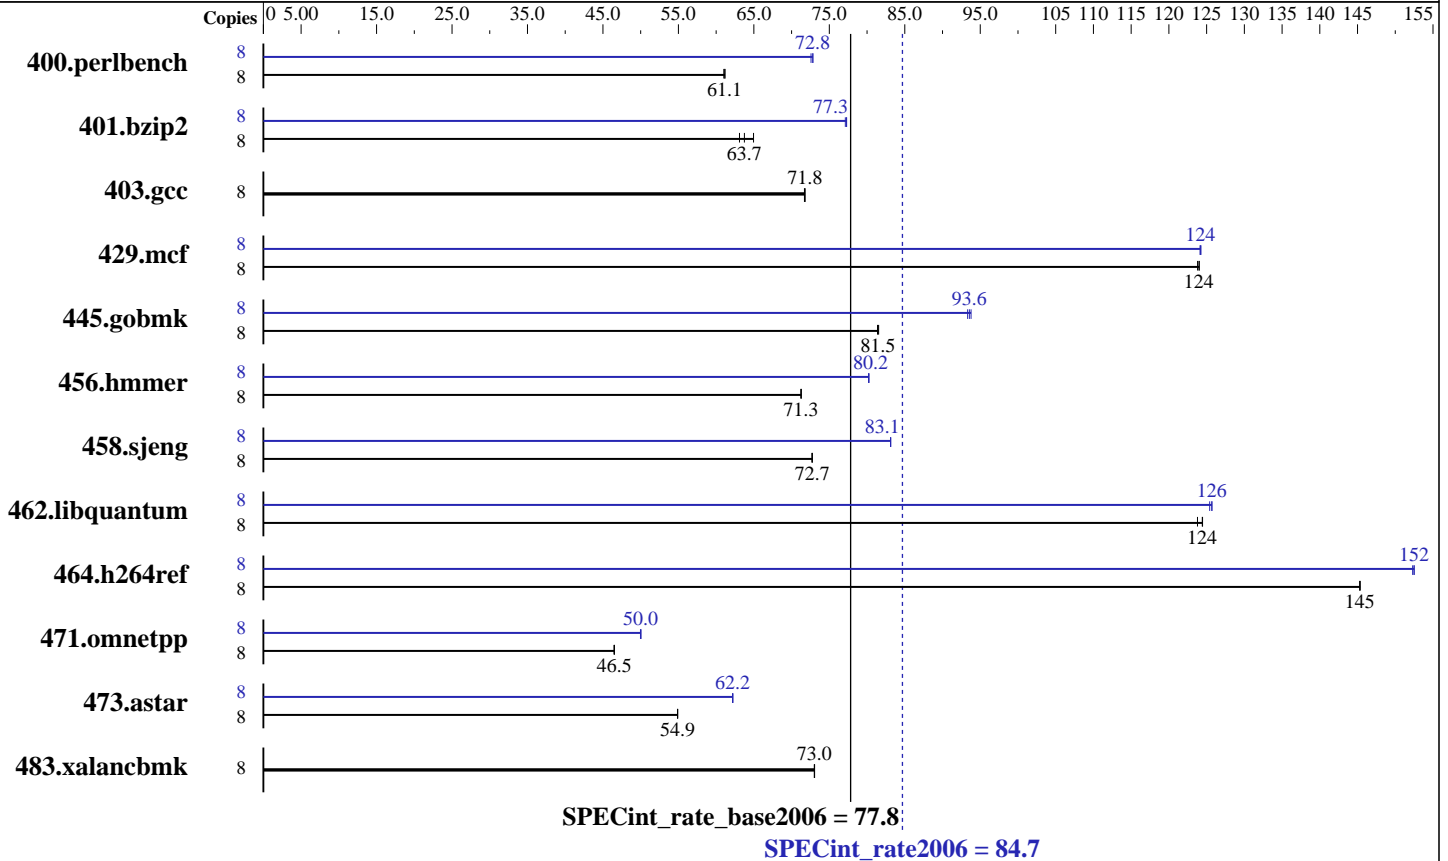 Copies 0 5.00 15.0 25.0 35.0 45.0 55.0 65.0 75.0 85.0 95.0 105 110 115 120 125 130 135 140 145 155
400.perlbench 8 72.8
8 61.1
401.bzip2 8 77.3
8 63.7
403.gcc 8 71.8
429.mcf 8 124
8 124
445.gobmk 8 93.6
8 81.5
456.hmmer 8 80.2
8 71.3
458.sjeng 8 83.1
8 72.7
462.libquantum 8 126
8 124
464.h264ref 8 152
8 145
471.omnetpp 8 50.0
8 46.5
473.astar 8 62.2
8 54.9
483.xalancbmk 8 73.0
SPECint_rate_base2006 = 77.8
SPECint_rate2006 = 84.7